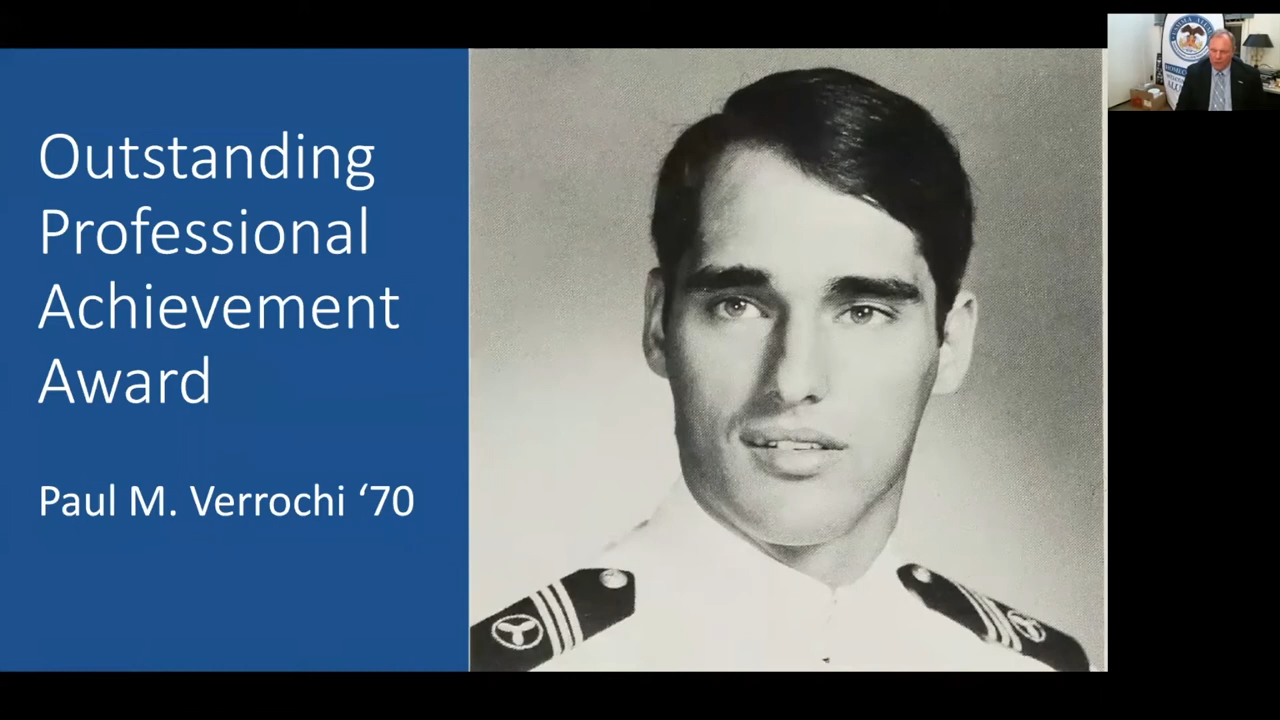 Outstanding
Professional
Achievement
Award
Paul M. Verrochi ‘70